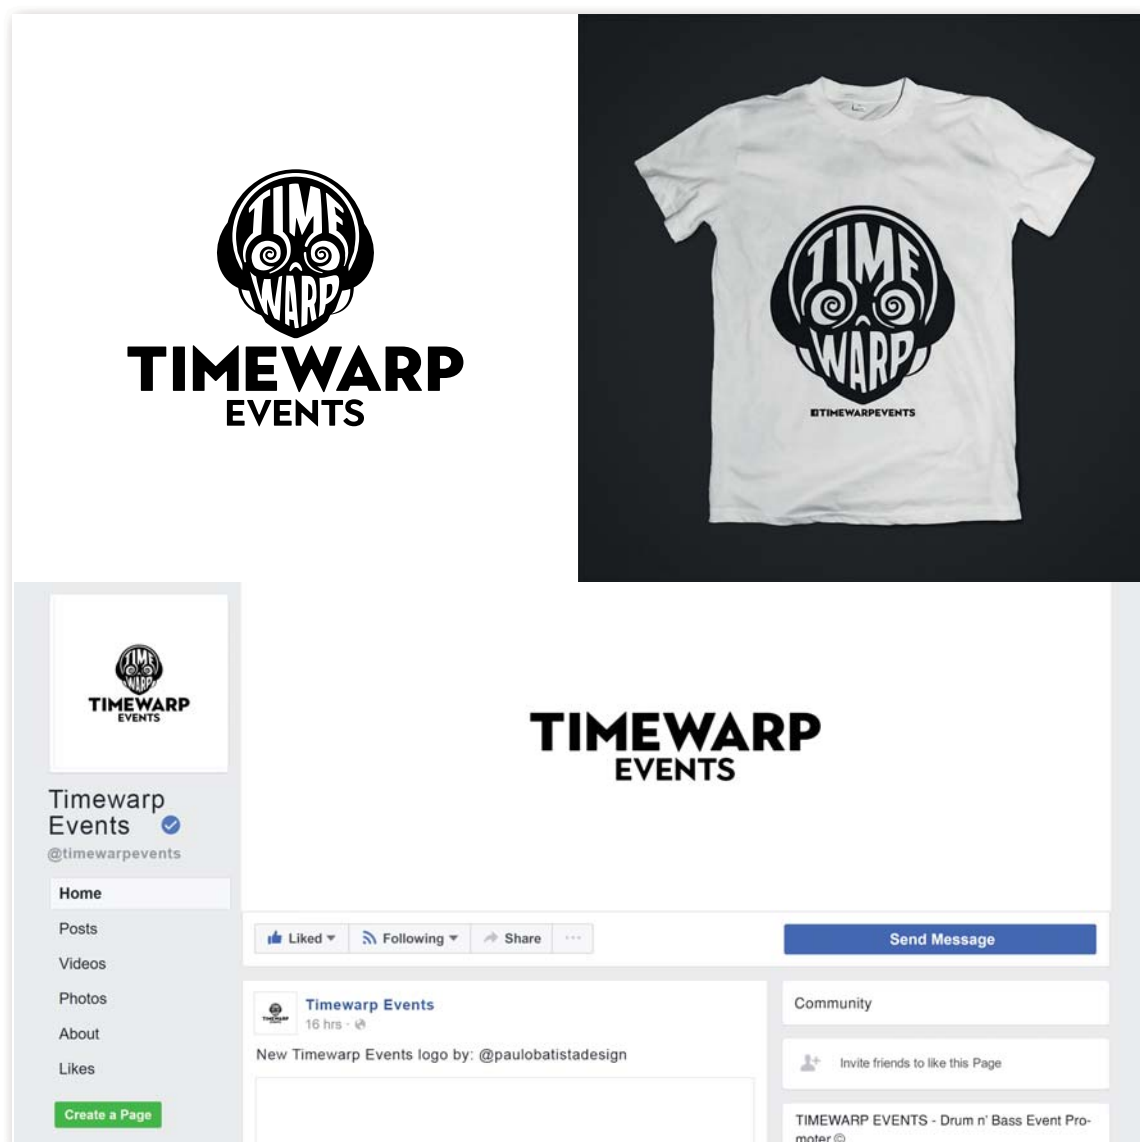 TIME
WARP
TIMEWARP
EVENTS
TIME
WARP
TIMEWARPEVENTS
TIME
WARP
TIMEWARP
EVENTS
TIMEWARP
EVENTS
Timewarp
Events
@timewarpevents
Home
Posts
Videos
Photos
About
Likes
Create a Page
Liked
Following
Share
Send Message
Timewarp Events
16 hrs ·
New Timewarp Events logo by: @paulobatistadesign
Community
Invite friends to like this Page
TIMEWARP EVENTS - Drum n' Bass Event Pro-
moter ©